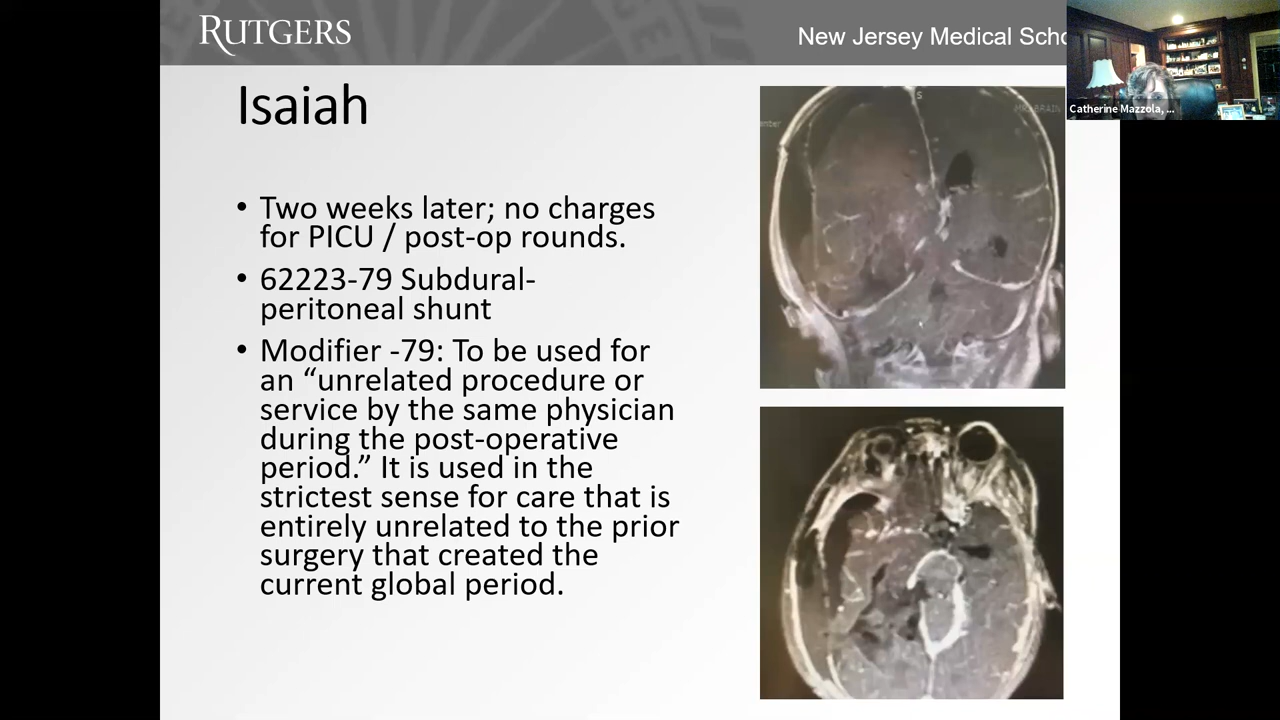 RUTGERS
New Jersey Medical Scho
Catherine Mazzola, ...
Isaiah
S
MR BRAIN
enter
• Two weeks later; no charges
for PICU / post-op rounds.
• 62223-79 Subdural-
peritoneal shunt
• Modifier -79: To be used for
an “unrelated procedure or
service by the same physician
during the post-operative
period.” It is used in the
strictest sense for care that is
entirely unrelated to the prior
surgery that created the
current global period.